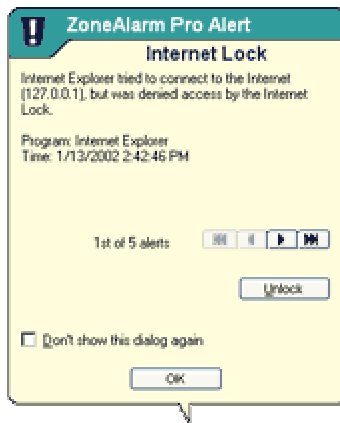 ZoneAlarm Pro Alert
Internet Lock
Internet Explorer tried to connect to the Internet
(127.0.0.1), but was denied access by the Internet
Lock.
Program: Internet Explorer
Time: 1/13/2002 2:42:46 PM
1st of 5 alerts
Unlock
Don't show this dialog again
OK